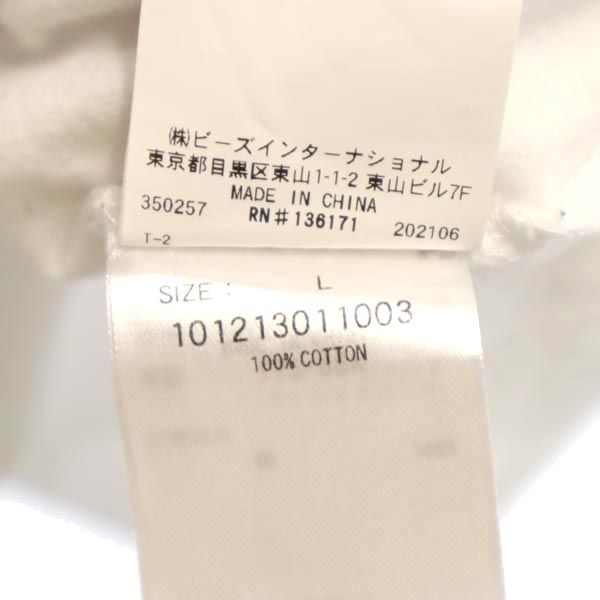 ㈱ビーズインターナショナル
東京都目黒区東山1-1-2 東山ビル7F
MADE IN CHINA
350257 RN#136171 202106
T-2
SIZE : L
101213011003
100% COTTON